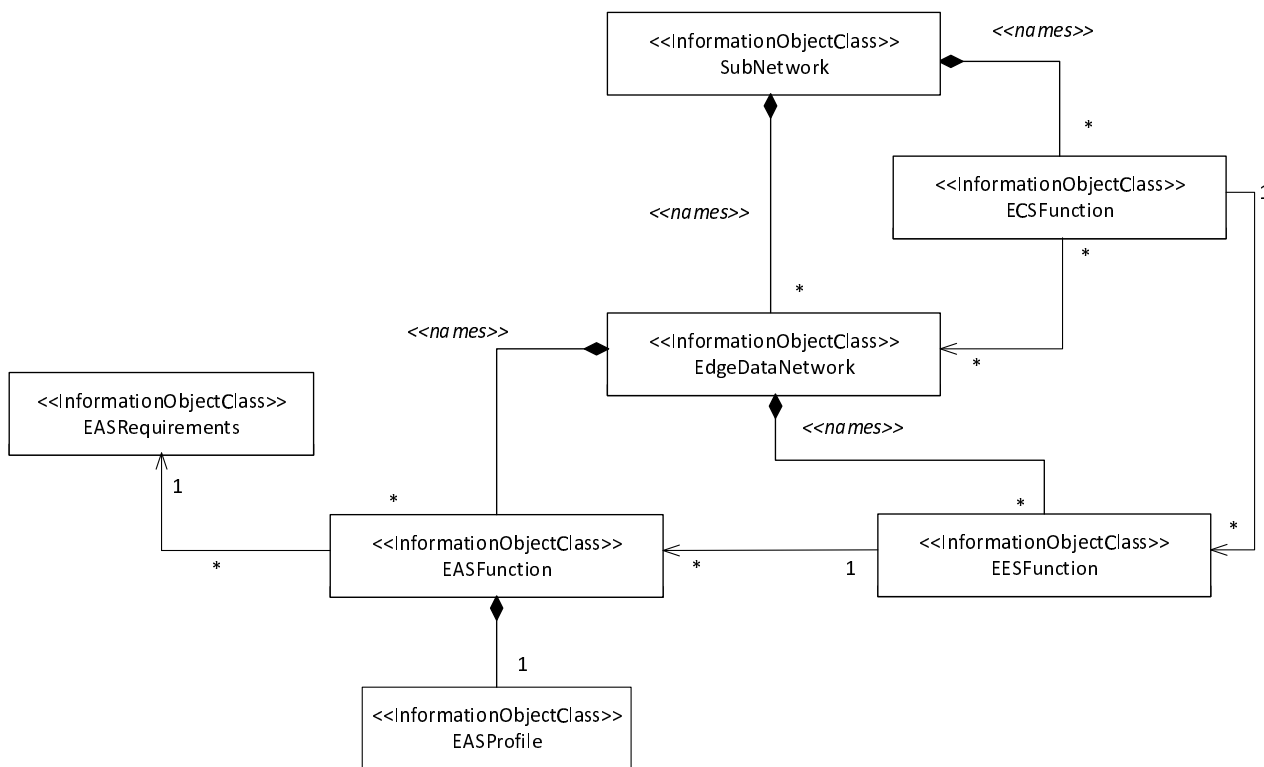 <<InformationObjectClass>>
SubNetwork
<<names>>
*
<<InformationObjectClass>>
ECSFunction
1
<<names>>
*
*
<<InformationObjectClass>>
EdgeDataNetwork
*
<<names>>
<<InformationObjectClass>>
EASRequirements
<<names>>
1
*
*
*
<<InformationObjectClass>>
EASFunction
<<InformationObjectClass>>
EESFunction
*
*
1
1
<<InformationObjectClass>>
EASProfile